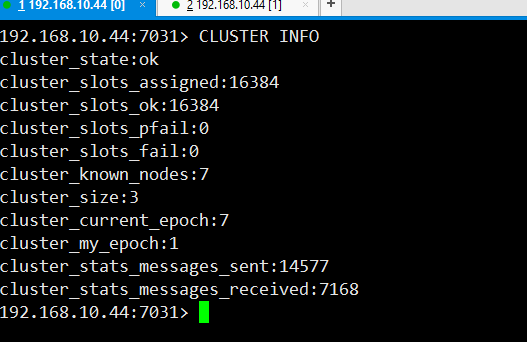 1 192.168.10.44 [0] × 2 192.168.10.44 [1] × +
192.168.10.44:7031> CLUSTER INFO
cluster_state:ok
cluster_slots_assigned:16384
cluster_slots_ok:16384
cluster_slots_pfail:0
cluster_slots_fail:0
cluster_known_nodes:7
cluster_size:3
cluster_current_epoch:7
cluster_my_epoch:1
cluster_stats_messages_sent:14577
cluster_stats_messages_received:7168
192.168.10.44:7031>